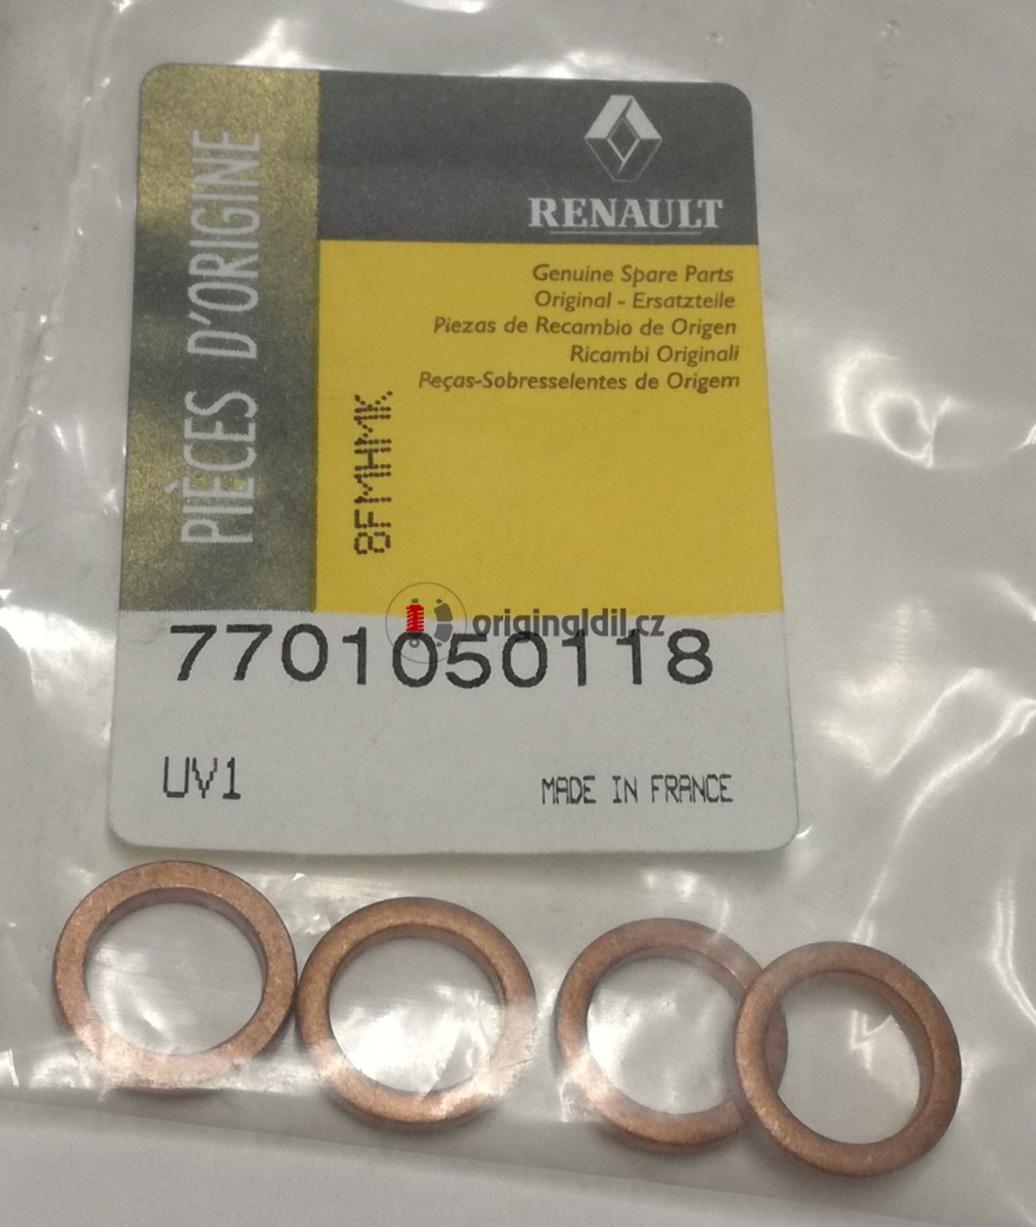 PIÈCES D'ORIGINE
RENAULT
Genuine Spare Parts
Original - Ersatzteile
Piezas de Recambio de Origen
Ricambi Originali
Peças-Sobresselentes de Origem
8FMHMK
originqldil.cz
7701050118
UV1
MADE IN FRANCE